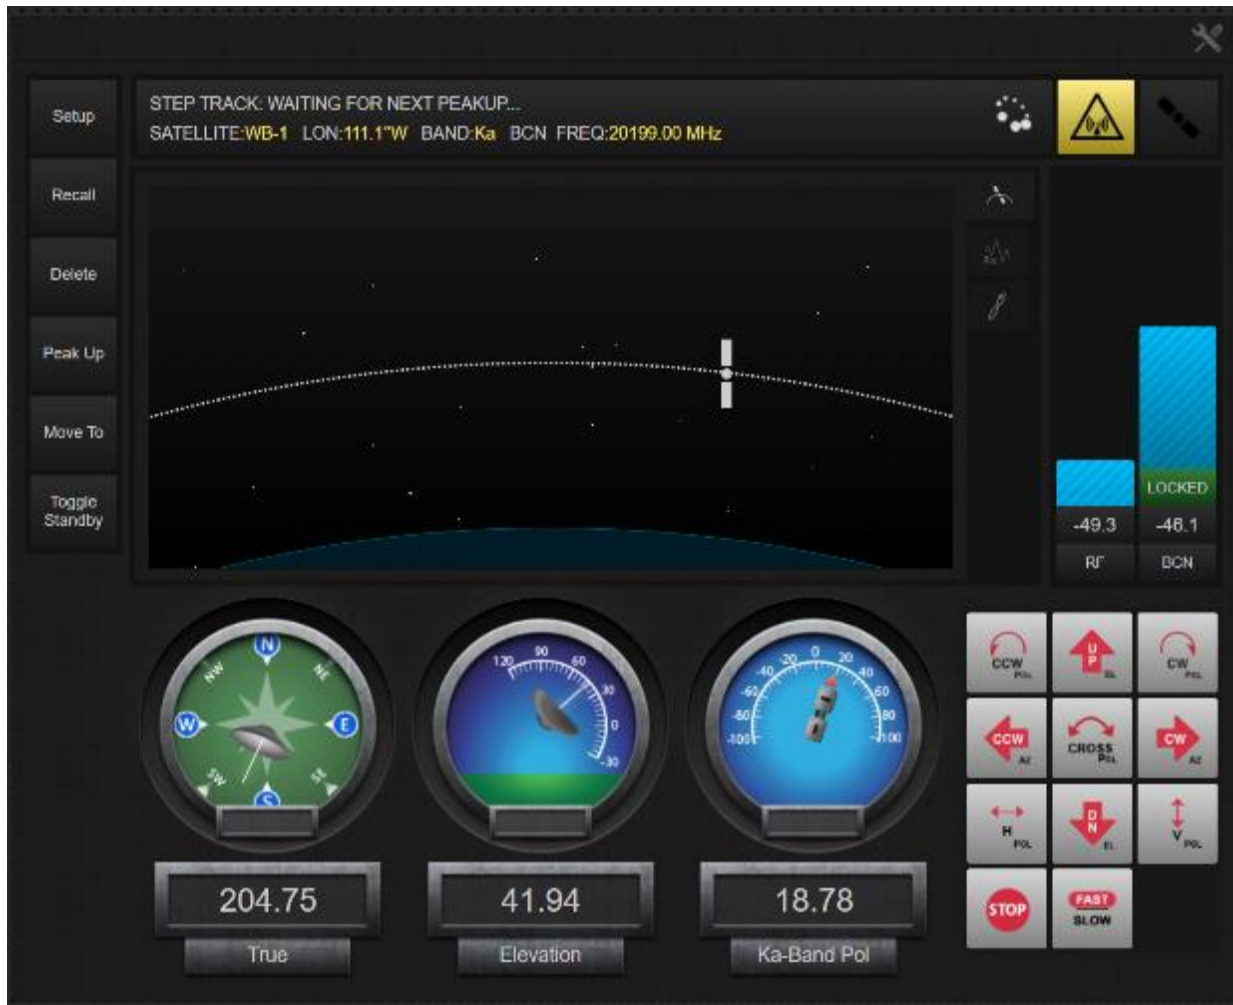 Setup
STEP TRACK: WAITING FOR NEXT PEAKUP...
SATELLITE:WB-1 LON:111.1"W BAND:Ka BCN FREQ:20199.00 MHz
Recall
Delete
Peak Up
Move To
Toggle
Standby
LOCKED
-49.3
-46.1
RF
BCN
N
NE
E
SE
S
SW
W
NW
120
90
60
30
0
-30
-100
-80
-60
-40
-20
0
20
40
60
80
100
204.75
True
41.94
Elevation
18.78
Ka-Band Pol
CCW
POL
UP
EL
CW
POL
CCW
AZ
CROSS
POL
CW
AZ
H
POL
DN
EL
V
POL
STOP
FAST
SLOW